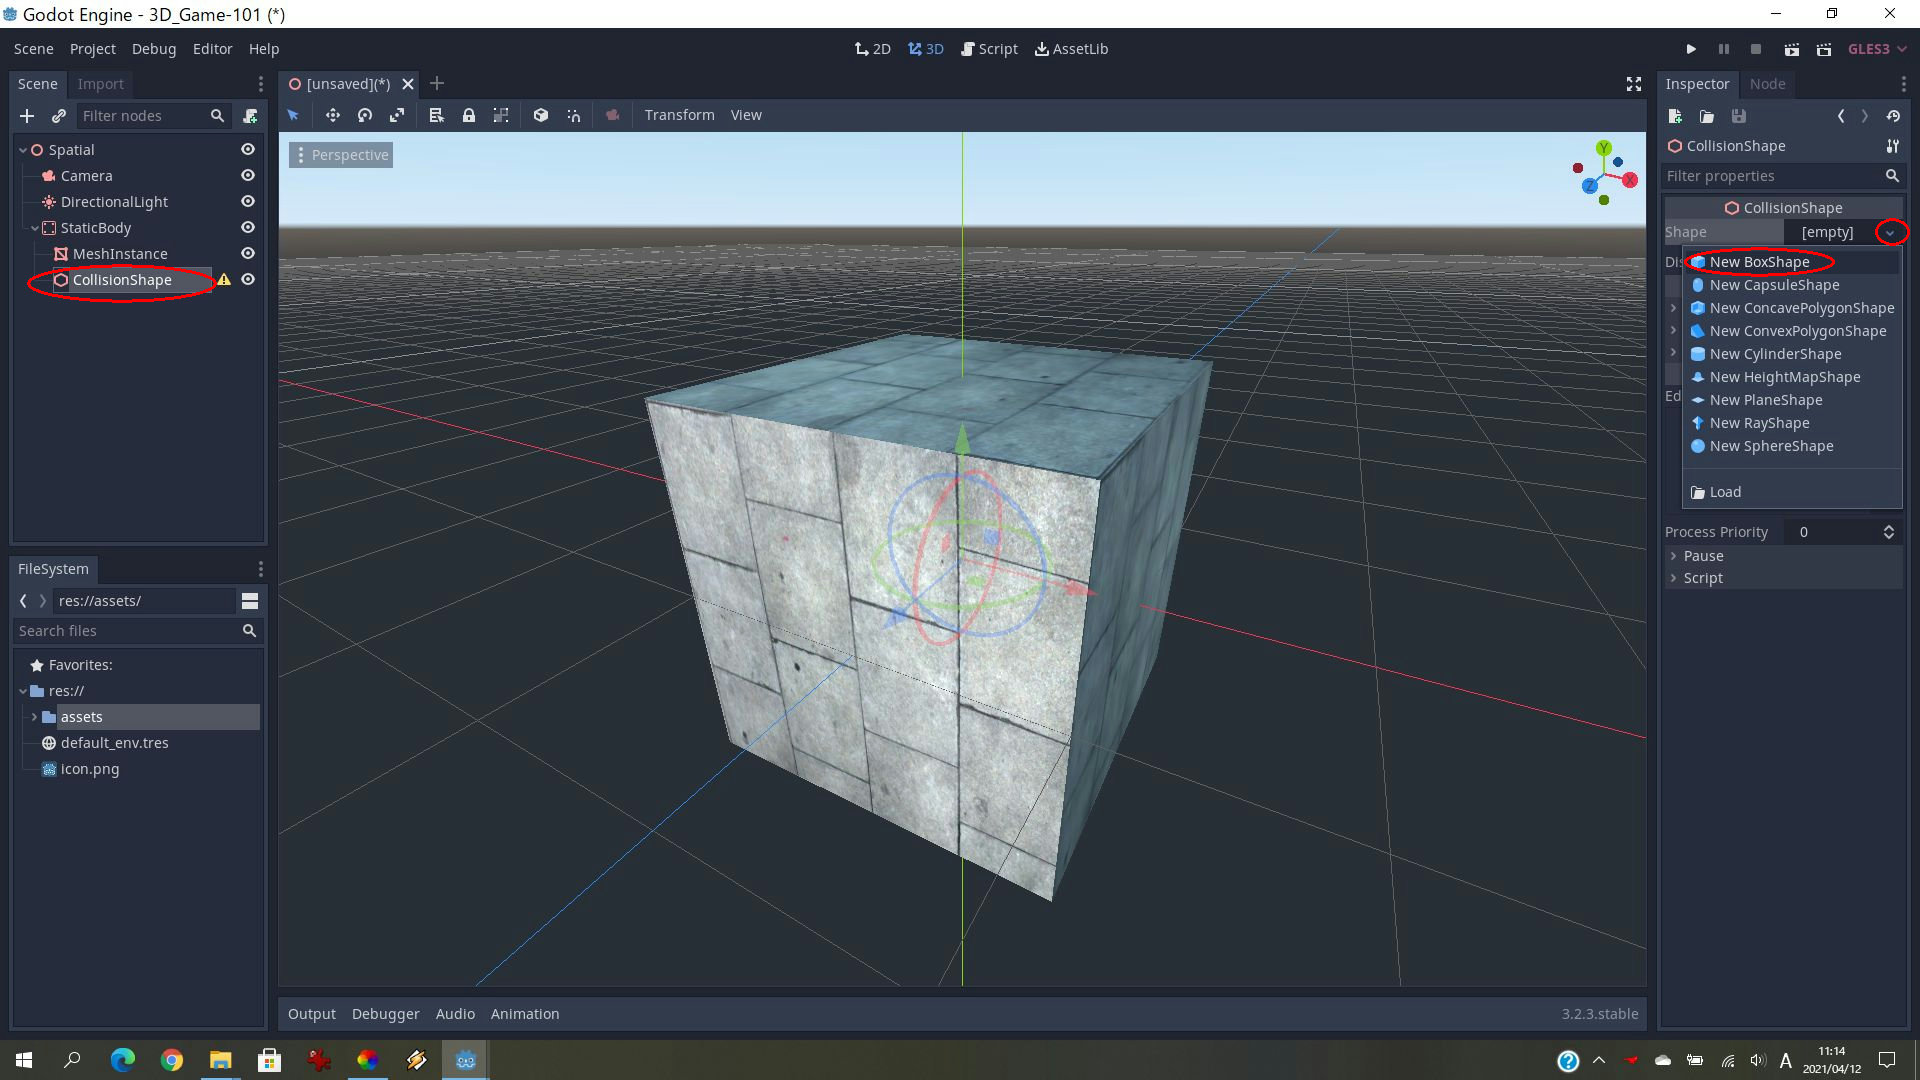 Godot Engine - 3D_Game-101 (*)
Scene Project Debug Editor Help
2D 3D Script AssetLib
GLES3
Scene Import
Filter nodes
Spatial
Camera
DirectionalLight
StaticBody
MeshInstance
CollisionShape
FileSystem
res://assets/
Search files
Favorites:
res://
assets
default_env.tres
icon.png
[unsaved](*)
Transform View
Perspective
Y
X
Z
Output Debugger Audio Animation
3.2.3.stable
Inspector Node
CollisionShape
Filter properties
CollisionShape
Shape [empty]
Dis
New BoxShape
New CapsuleShape
New ConcavePolygonShape
New ConvexPolygonShape
New CylinderShape
New HeightMapShape
Ed
New PlaneShape
New RayShape
New SphereShape
Load
Process Priority 0
Pause
Script
A
11:14
2021/04/12